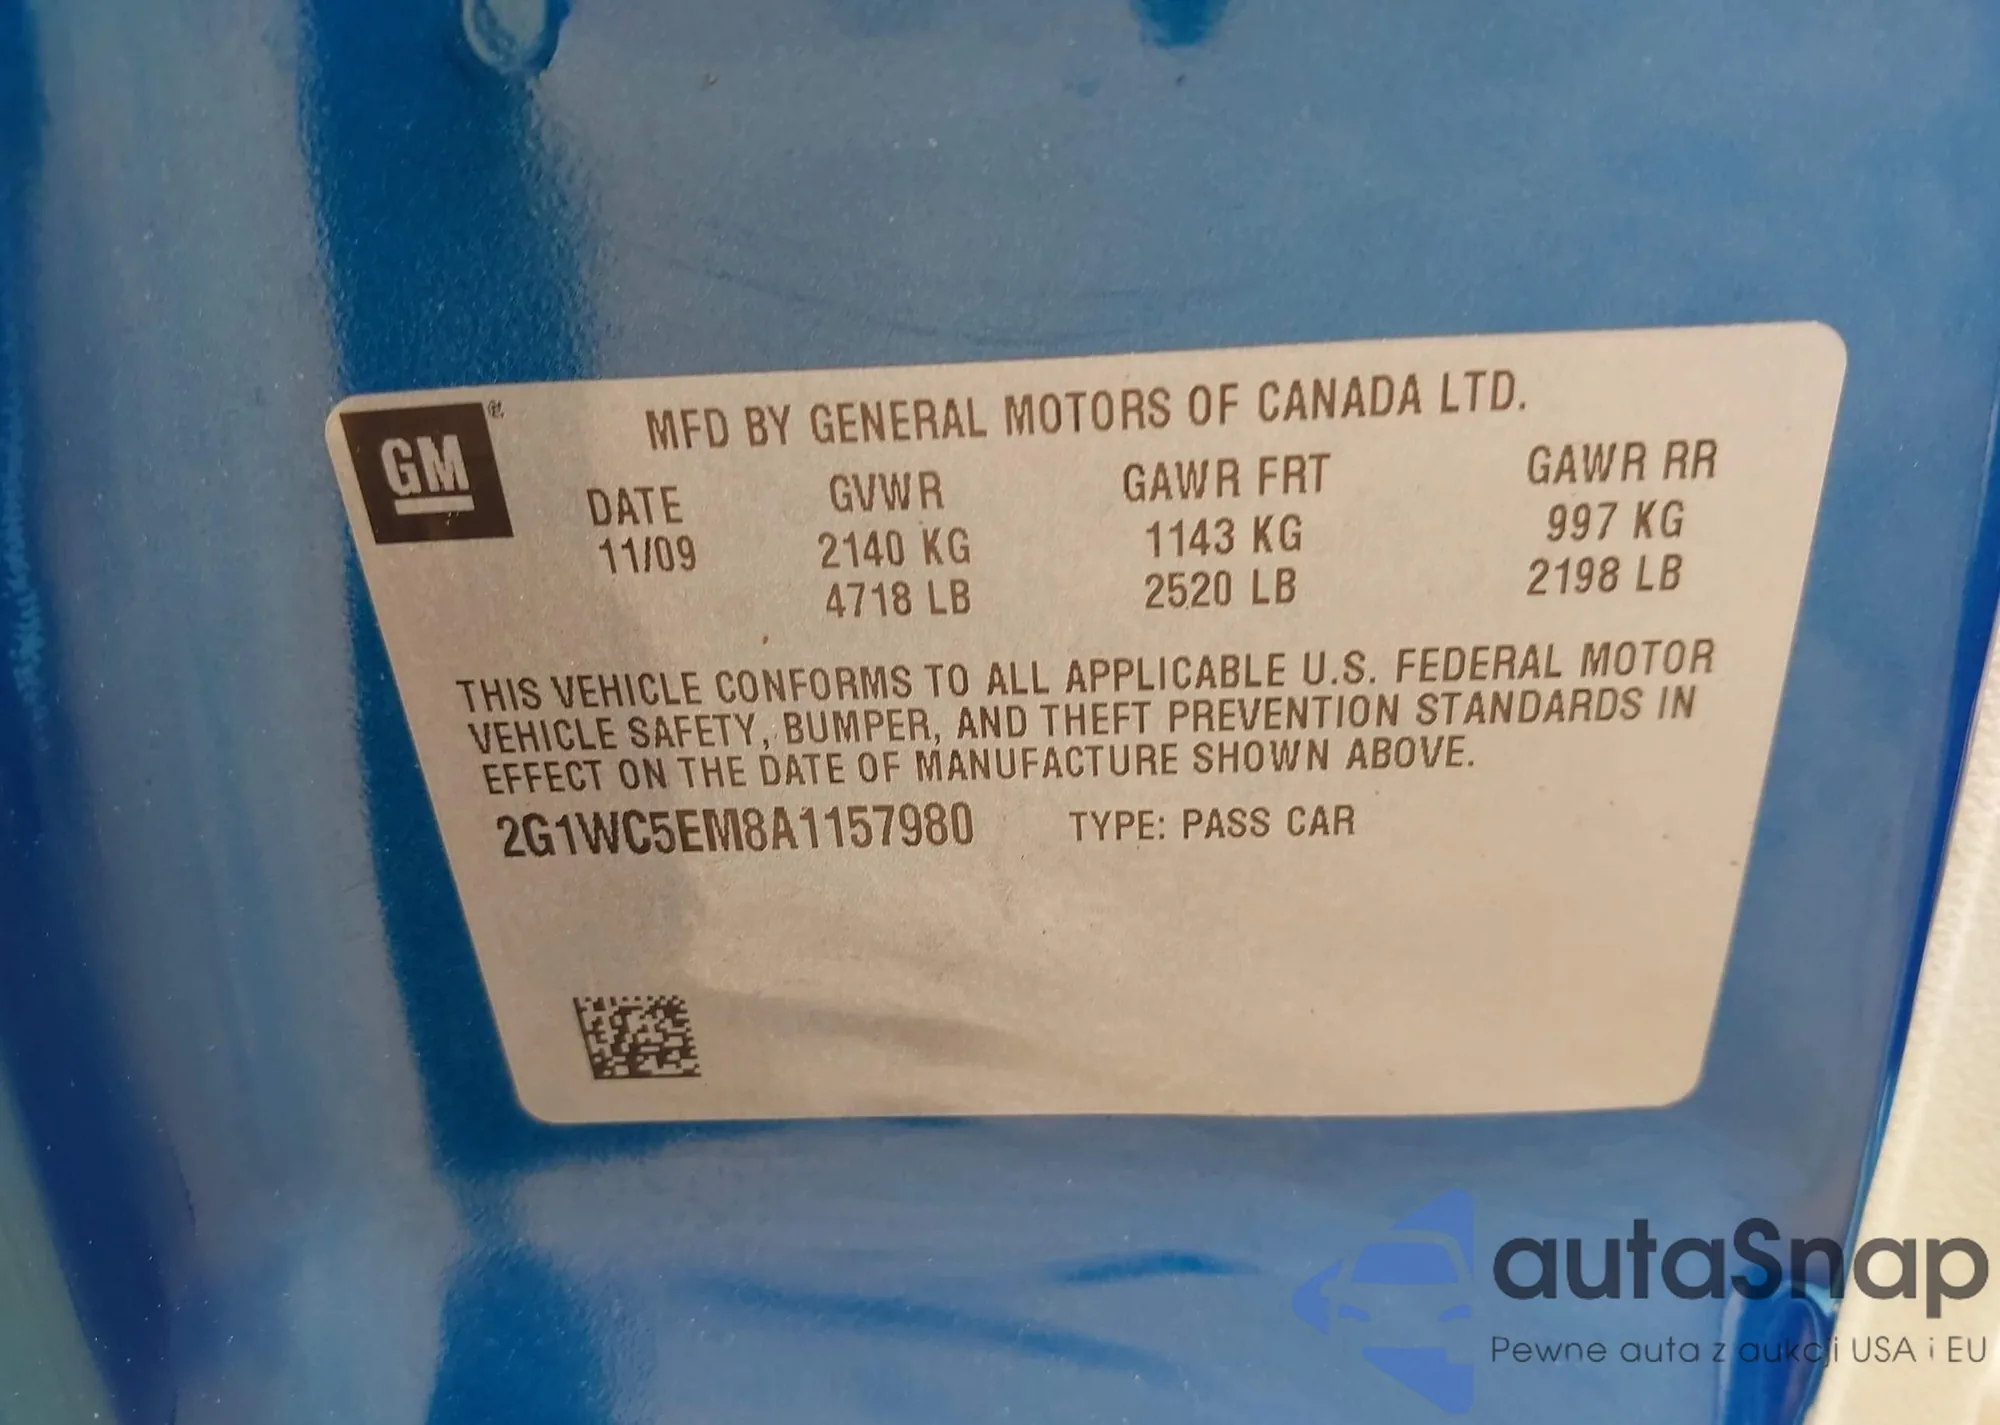 GM
MFD BY GENERAL MOTORS OF CANADA LTD.
DATE GVWR GAWR FRT GAWR RR
11/09 2140 KG 1143 KG 997 KG
4718 LB 2520 LB 2198 LB
THIS VEHICLE CONFORMS TO ALL APPLICABLE U.S. FEDERAL MOTOR
VEHICLE SAFETY, BUMPER, AND THEFT PREVENTION STANDARDS IN
EFFECT ON THE DATE OF MANUFACTURE SHOWN ABOVE.
2G1WC5EM8A1157980 TYPE: PASS CAR
autaSnap
Pewne auta z aukcji USA i EU